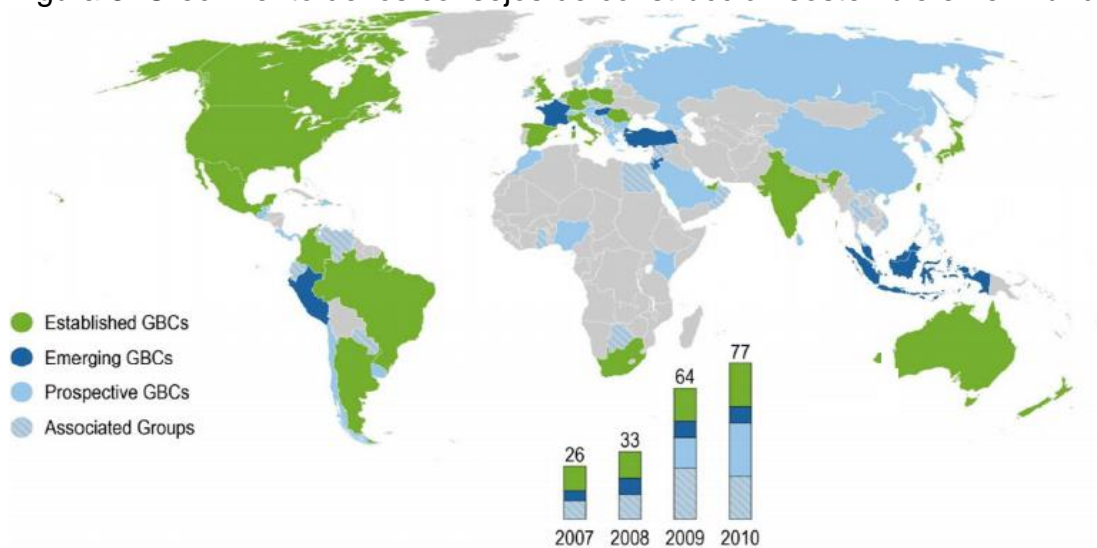 Established GBCs
Emerging GBCs
Prospective GBCs
Associated Groups
26
33
64
77
2007
2008
2009
2010